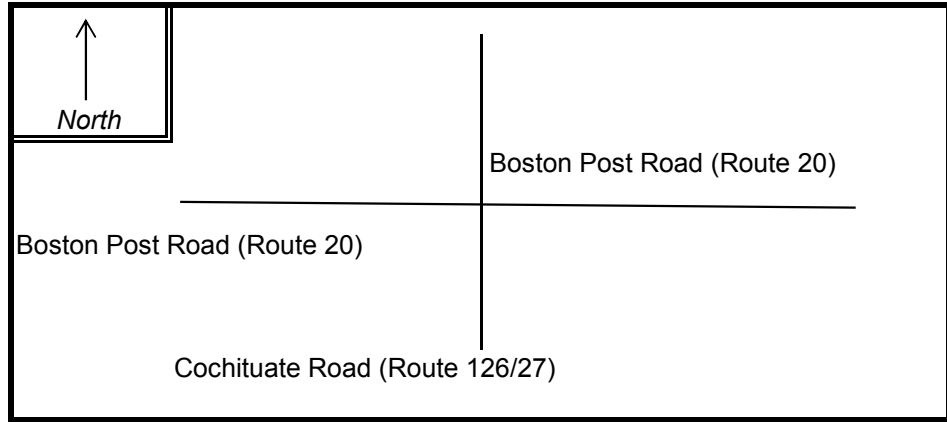 North
Boston Post Road (Route 20)
Boston Post Road (Route 20)
Cochituate Road (Route 126/27)